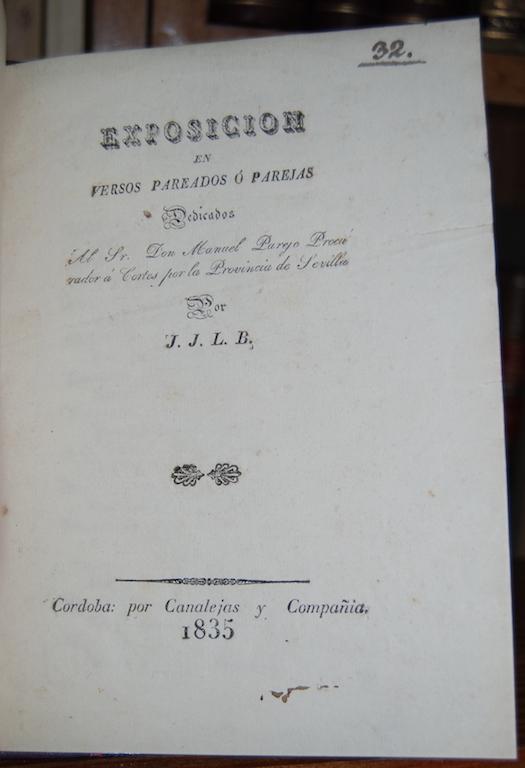 32.
EXPOSICION
EN
VERSOS PAREADOS Ó PAREJAS
Dedicados
Al Sr. Don Manuel Parejo Procu
rador á Cortes por la Provincia de Sevilla
Por
J. J. L. B.
Cordoba: por Canalejas y Compañia.
1835